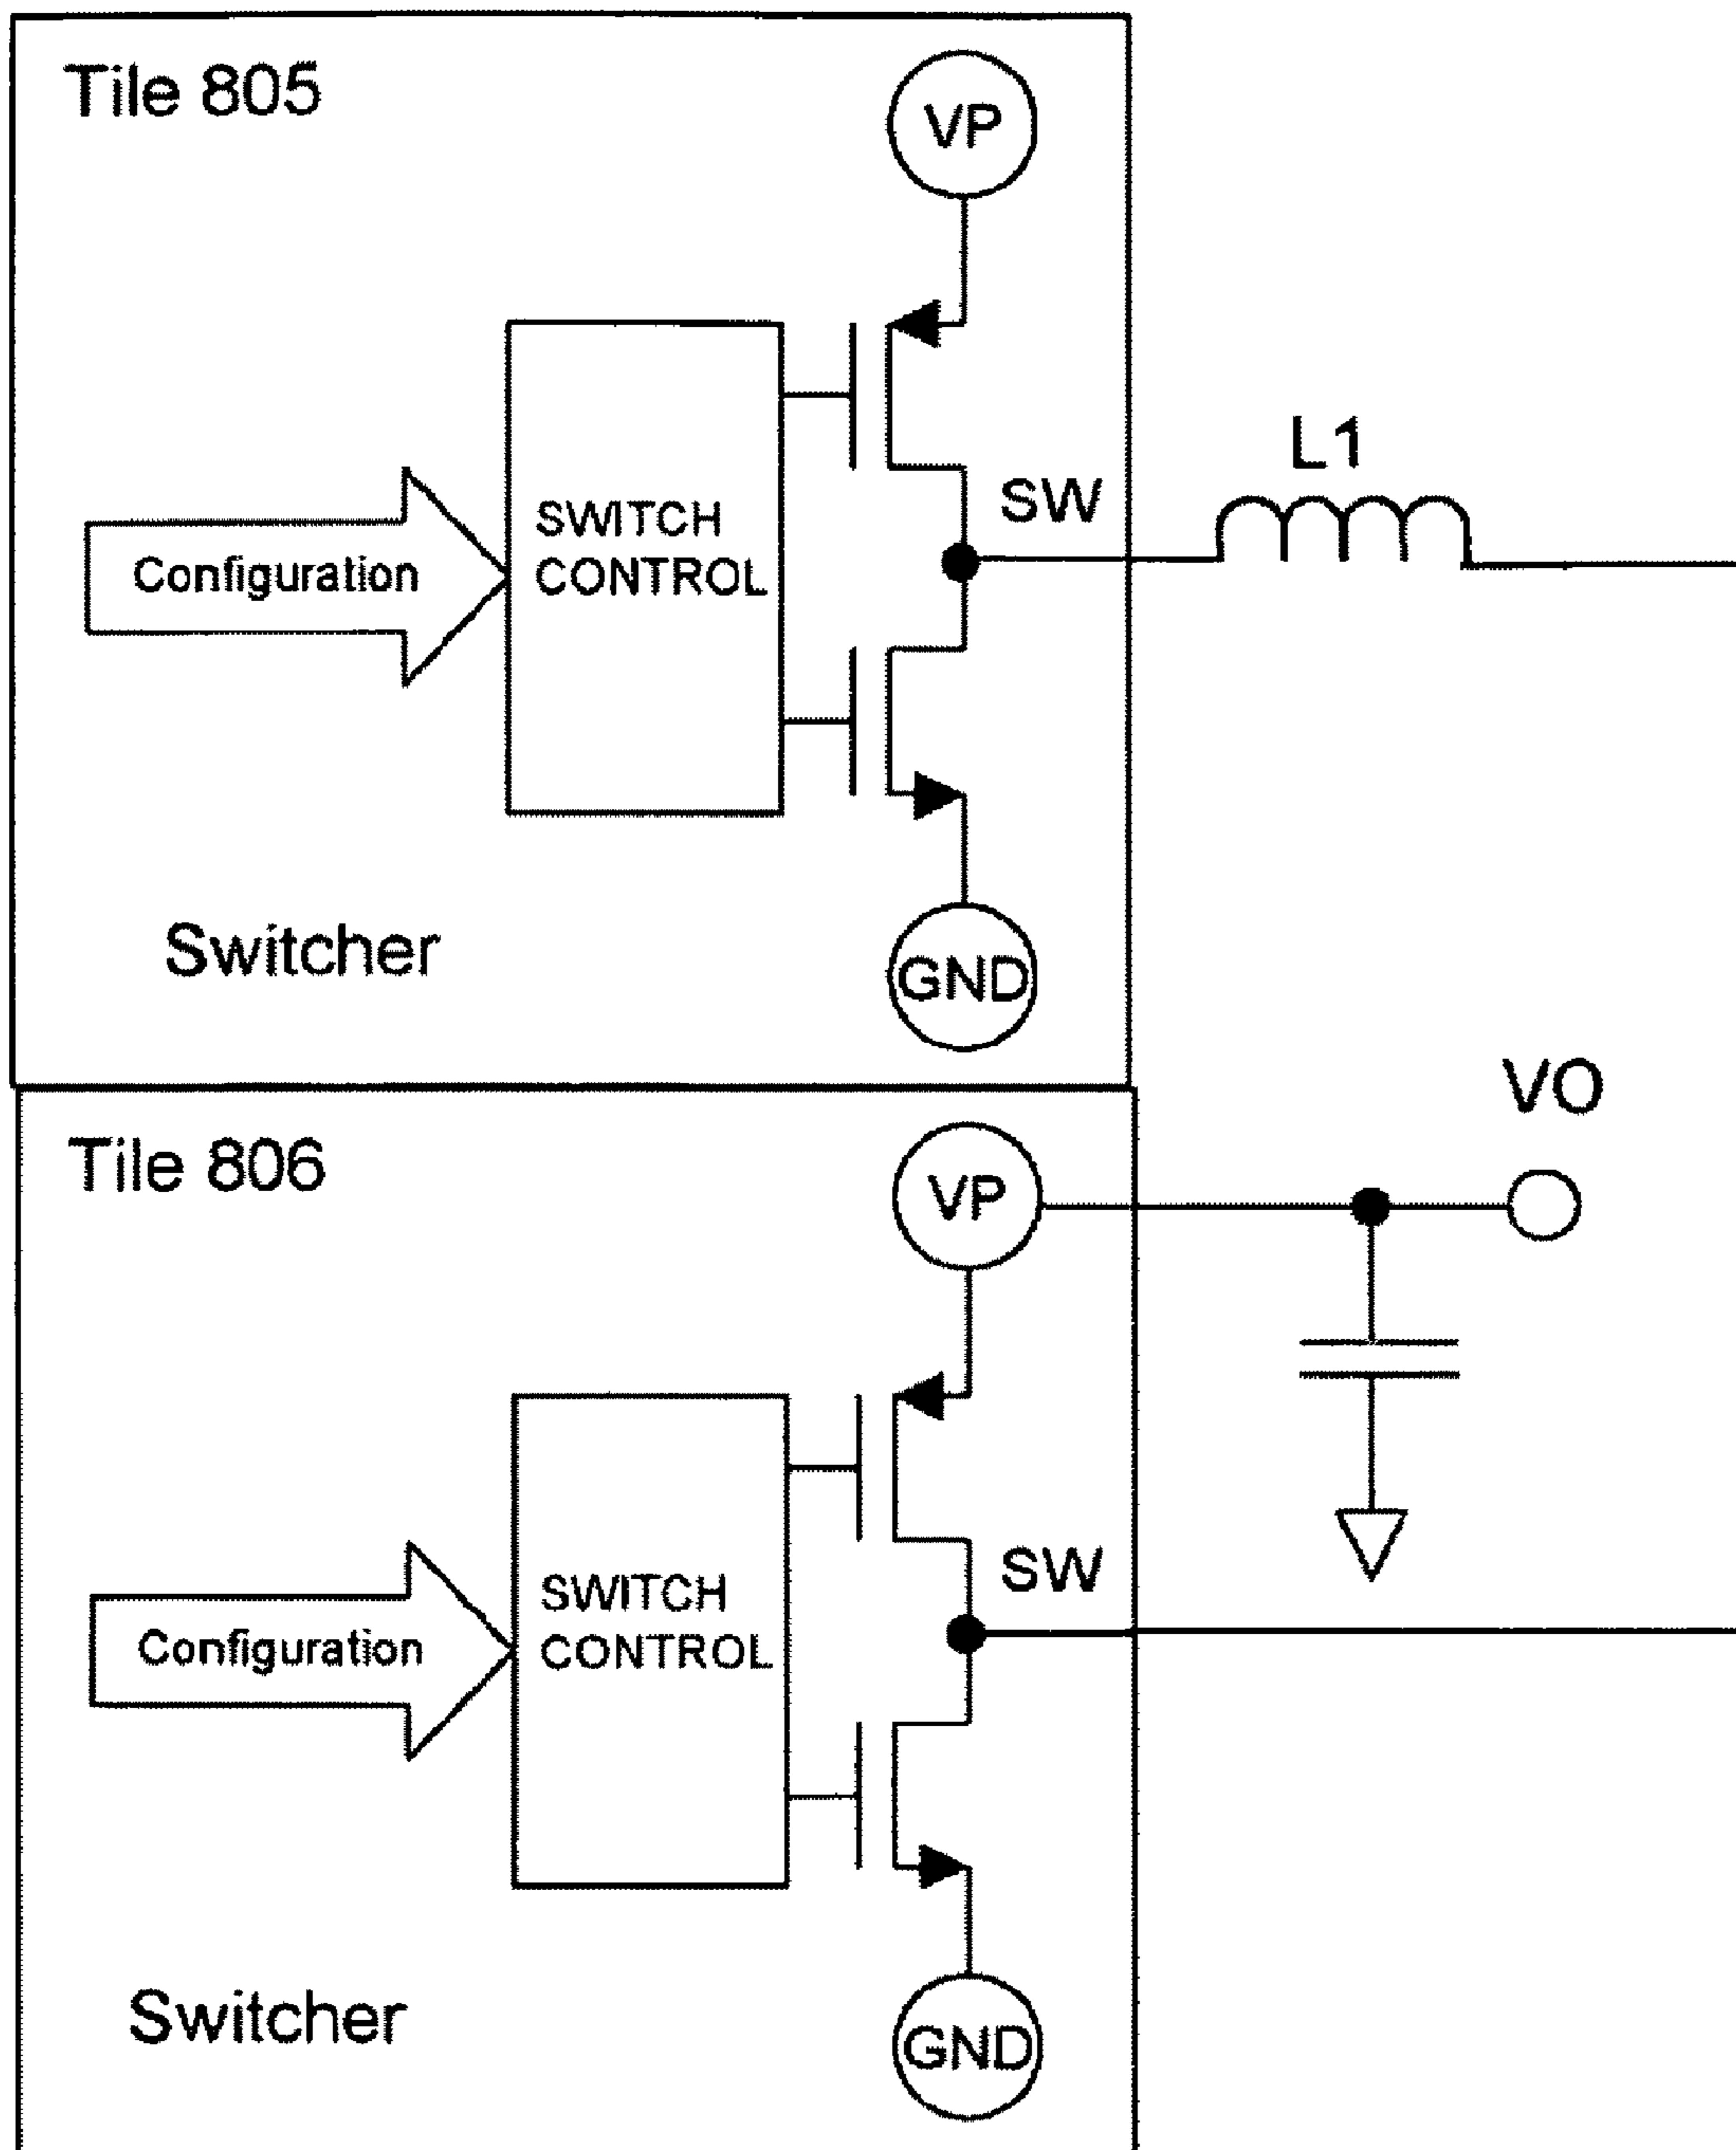 Tile 805
VP
L1
SW
SWITCH
CONTROL
Configuration
Switcher
GND
VO
Tile 806
VP
SW
SWITCH
CONTROL
Configuration
Switcher
GND